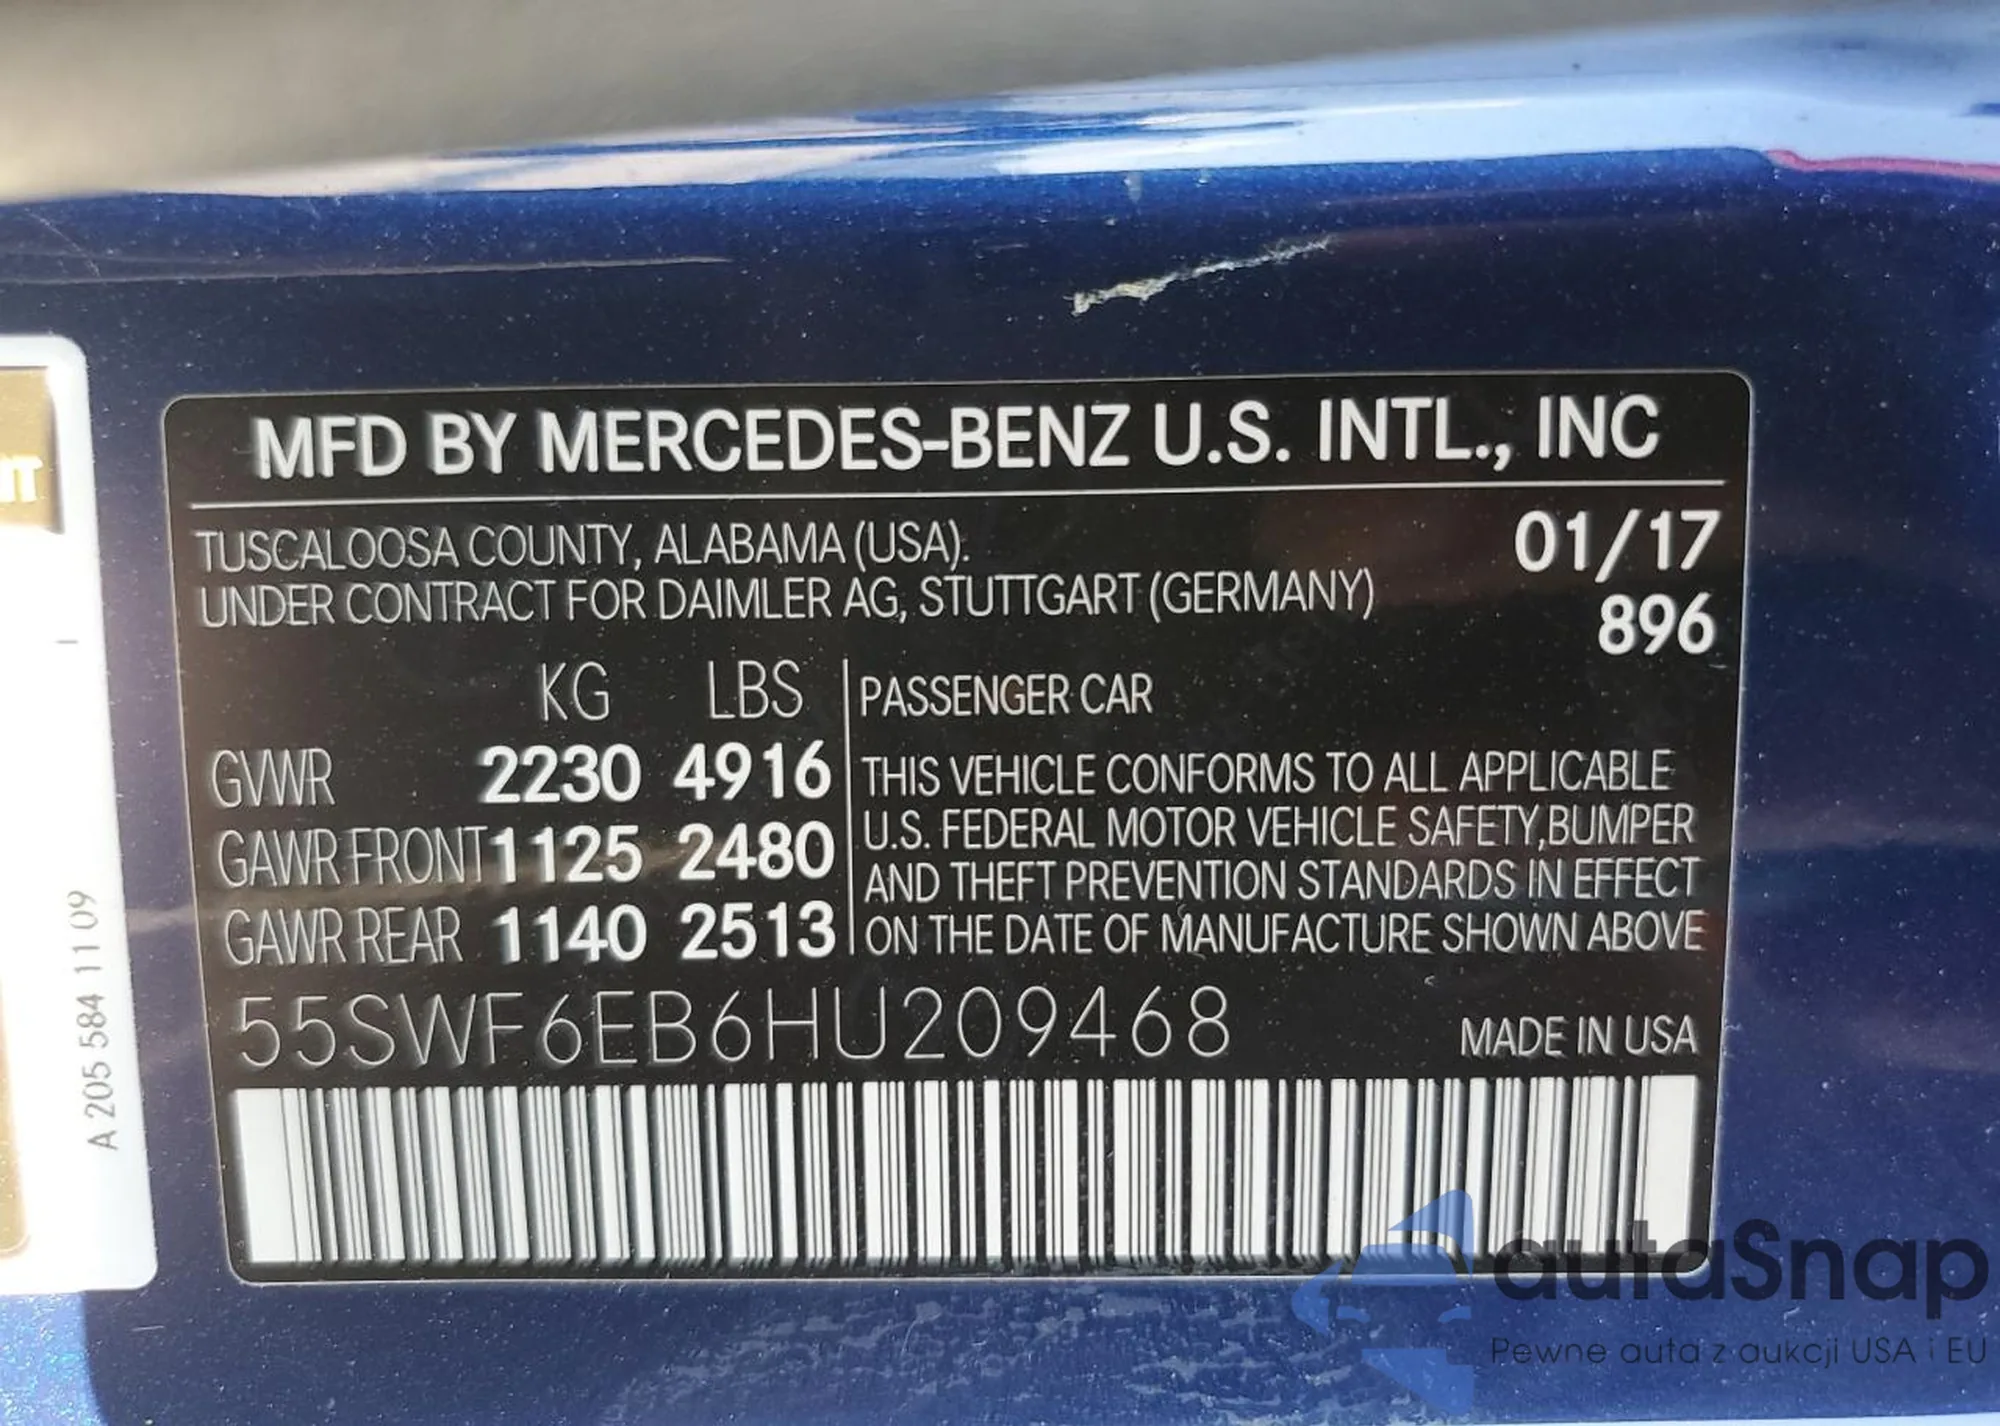 MFD BY MERCEDES-BENZ U.S. INTL., INC
TUSCALOOSA COUNTY, ALABAMA (USA).
01/17
UNDER CONTRACT FOR DAIMLER AG, STUTTGART (GERMANY)
896
KG LBS
GVWR 2230 4916
GAWR FRONT 1125 2480
GAWR REAR 1140 2513
PASSENGER CAR
THIS VEHICLE CONFORMS TO ALL APPLICABLE
U.S. FEDERAL MOTOR VEHICLE SAFETY,BUMPER
AND THEFT PREVENTION STANDARDS IN EFFECT
ON THE DATE OF MANUFACTURE SHOWN ABOVE
55SWF6EB6HU209468
MADE IN USA
A 205 584 11 09
autaSnap
Pewne auta z aukcji USA i EU